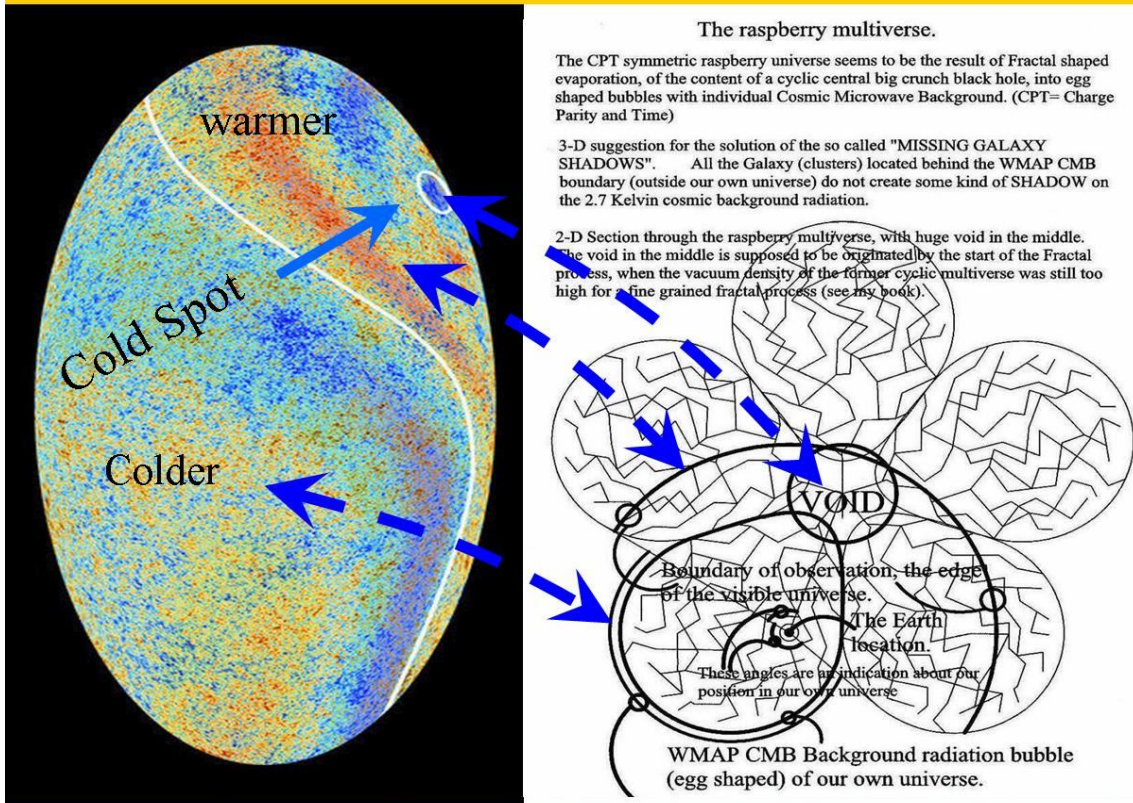 warmer
Cold Spot
Colder
The raspberry multiverse.
The CPT symmetric raspberry universe seems to be the result of Fractal shaped
evaporation, of the content of a cyclic central big crunch black hole, into egg
shaped bubbles with individual Cosmic Microwave Background. (CPT= Charge
Parity and Time)
3-D suggestion for the solution of the so called "MISSING GALAXY
SHADOWS". All the Galaxy (clusters) located behind the WMAP CMB
boundary (outside our own universe) do not create some kind of SHADOW on
the 2.7 Kelvin cosmic background radiation.
2-D Section through the raspberry multiverse, with huge void in the middle.
The void in the middle is supposed to be originated by the start of the Fractal
process, when the vacuum density of the former cyclic multiverse was still too
high for a fine grained fractal process (see my book).
VOID
Boundary of observation, the edge
of the visible universe.
The Earth
location.
These angles are an indication about our
position in our own universe
WMAP CMB Background radiation bubble
(egg shaped) of our own universe.